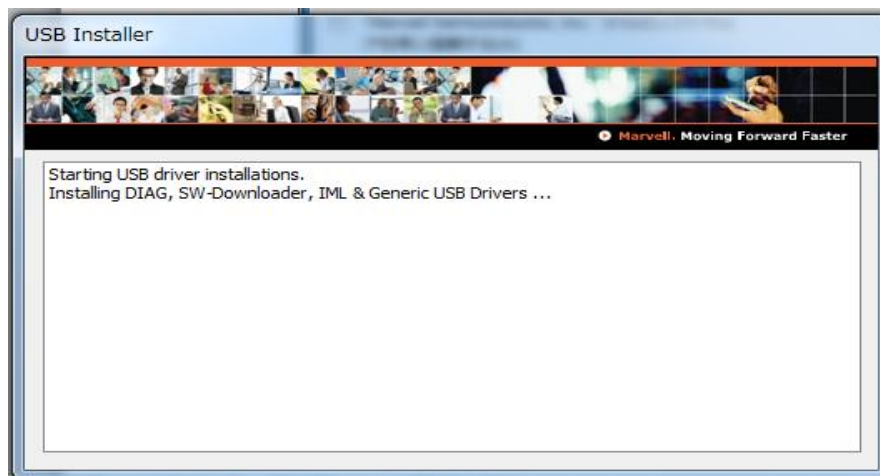 USB Installer
Marvell. Moving Forward Faster
Starting USB driver installations.
Installing DIAG, SW-Downloader, IML & Generic USB Drivers ...